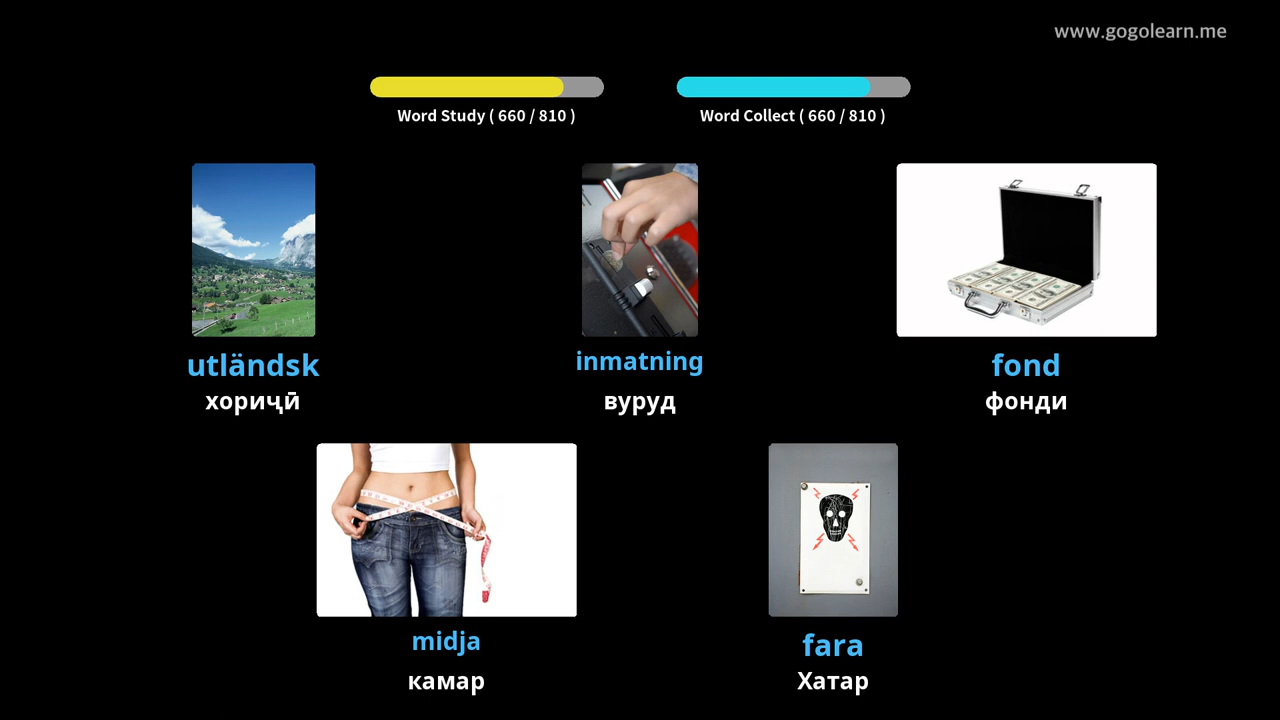 www.gogolearn.me
Word Study ( 660 / 810 )
Word Collect ( 660 / 810 )
utländsk
хориҷӣ
inmatning
вуруд
fond
фонди
midja
камар
fara
Хатар